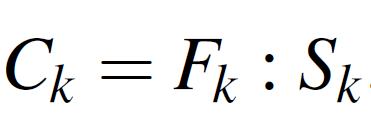 C_k = F_k : S_k.